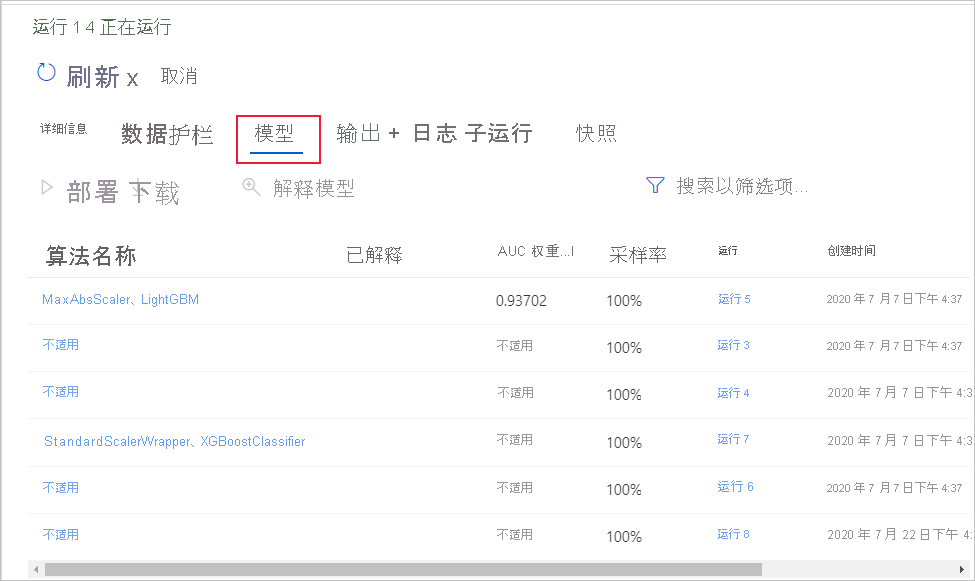 运行 1 4 正在运行
刷新 x 取消
详细信息 数据护栏 模型 输出 + 日志 子运行 快照
部署 下载 解释模型 搜索以筛选项...
算法名称 已解释 AUC 权重...l 采样率 运行 创建时间
MaxAbsScaler、LightGBM 0.93702 100% 运行 5 2020 年 7 月 7 日下午 4:37
不适用 不适用 100% 运行 3 2020 年 7 月 7 日下午 4:37
不适用 不适用 100% 运行 4 2020 年 7 月 7 日下午 4:37
StandardScalerWrapper、XGBoostClassifier 不适用 100% 运行 7 2020 年 7 月 7 日下午 4:3
不适用 不适用 100% 运行 6 2020 年 7 月 7 日下午 4:37
不适用 不适用 100% 运行 8 2020 年 7 月 22 日下午 4: